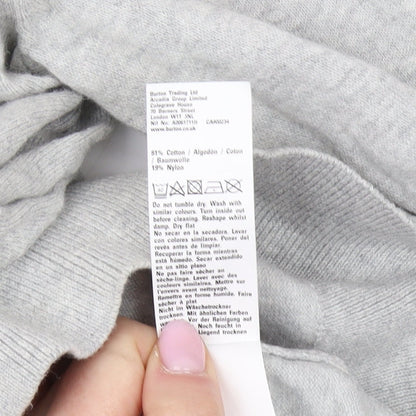 Burton Trading Ltd
Arcadia Group Limited
Colegrave House
70 Berners Street
London W1T 3NL
www.burton.co.uk
81% Cotton / Algodón / Coton
/ Baumwolle
19% Nylon
Do not tumble dry. Wash with
similar colours. Turn inside out
before cleaning. Reshape whilst
damp. Dry flat
No secar en la secadora. Lavar
con colores similares. Poner del
revés antes de lavar.
Recuperar la forma mientras
está húmedo. Secar extendido
en un sitio plano
Ne pas faire sécher en
sèche-linge. Laver avec des
couleurs similaires. Mettre sur
l'envers avant nettoyage.
Remettre en forme humide. Faire
sécher à plat
Nicht im Wäschetrockner
trocknen. Mit ähnlichen Farben
Vor der Reinigung auf
Noch feucht in
liegend trocknen